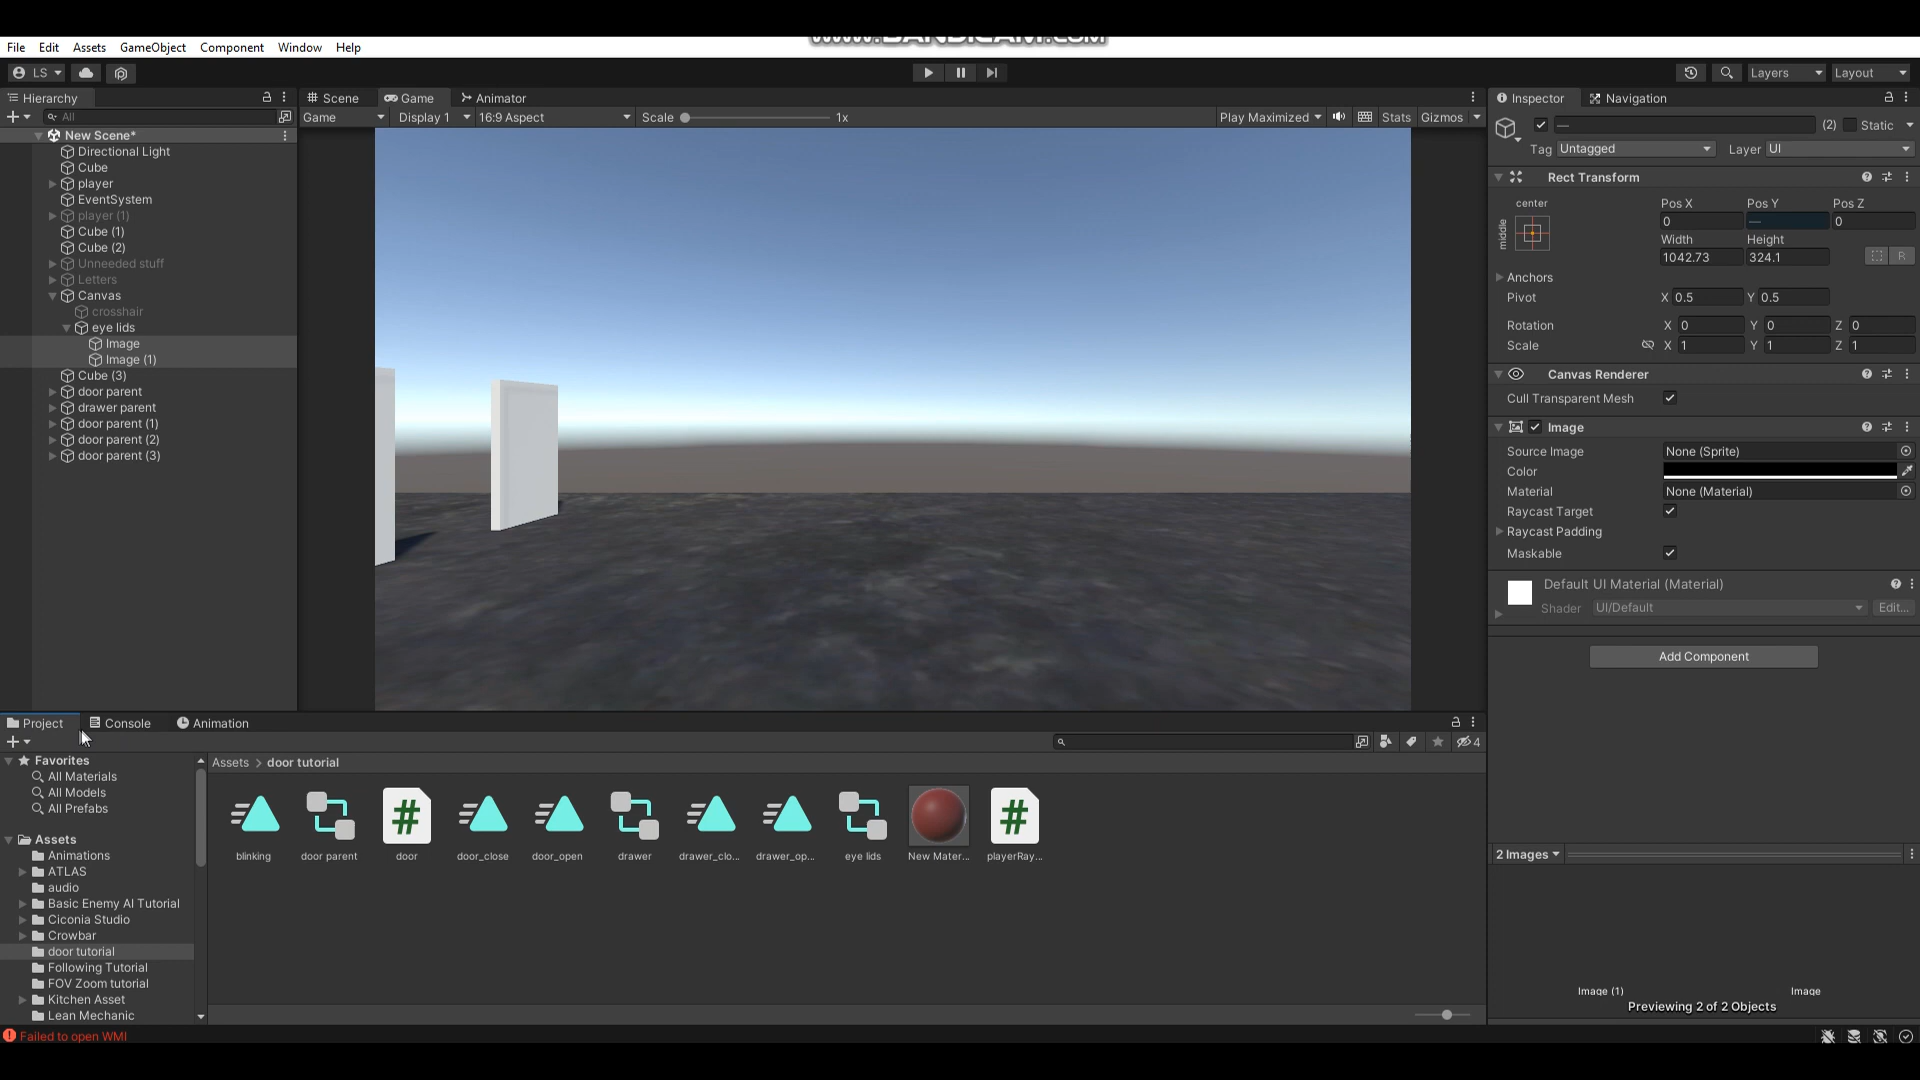 www.BANDICAM.com
File Edit Assets GameObject Component Window Help
LS Layers Layout
Hierarchy Scene Game Animator Inspector Navigation
All Game Display 1 16:9 Aspect Scale 1x Play Maximized Stats Gizmos — (2) Static
New Scene*
Tag Untagged Layer UI
Directional Light
Cube
player
EventSystem
player (1)
Cube (1)
Cube (2)
Unneeded stuff
Letters
Canvas
crosshair
eye lids
Image
Image (1)
Cube (3)
door parent
drawer parent
door parent (1)
door parent (2)
door parent (3)
Rect Transform
center Pos X Pos Y Pos Z
middle 0 — 0
Width Height
1042.73 324.1 R
Anchors
Pivot X 0.5 Y 0.5
Rotation X 0 Y 0 Z 0
Scale X 1 Y 1 Z 1
Canvas Renderer
Cull Transparent Mesh
Image
Source Image None (Sprite)
Color
Material None (Material)
Raycast Target
Raycast Padding
Maskable
Default UI Material (Material)
Shader UI/Default Edit...
Add Component
2 Images
Image (1) Image
Previewing 2 of 2 Objects
Project Console Animation
4
Favorites
All Materials
All Models
All Prefabs
Assets
Animations
ATLAS
audio
Basic Enemy AI Tutorial
Ciconia Studio
Crowbar
door tutorial
Following Tutorial
FOV Zoom tutorial
Kitchen Asset
Lean Mechanic
Assets > door tutorial
blinking door parent door door_close door_open drawer drawer_clo... drawer_op... eye lids New Mater... playerRay...
Failed to open WMI